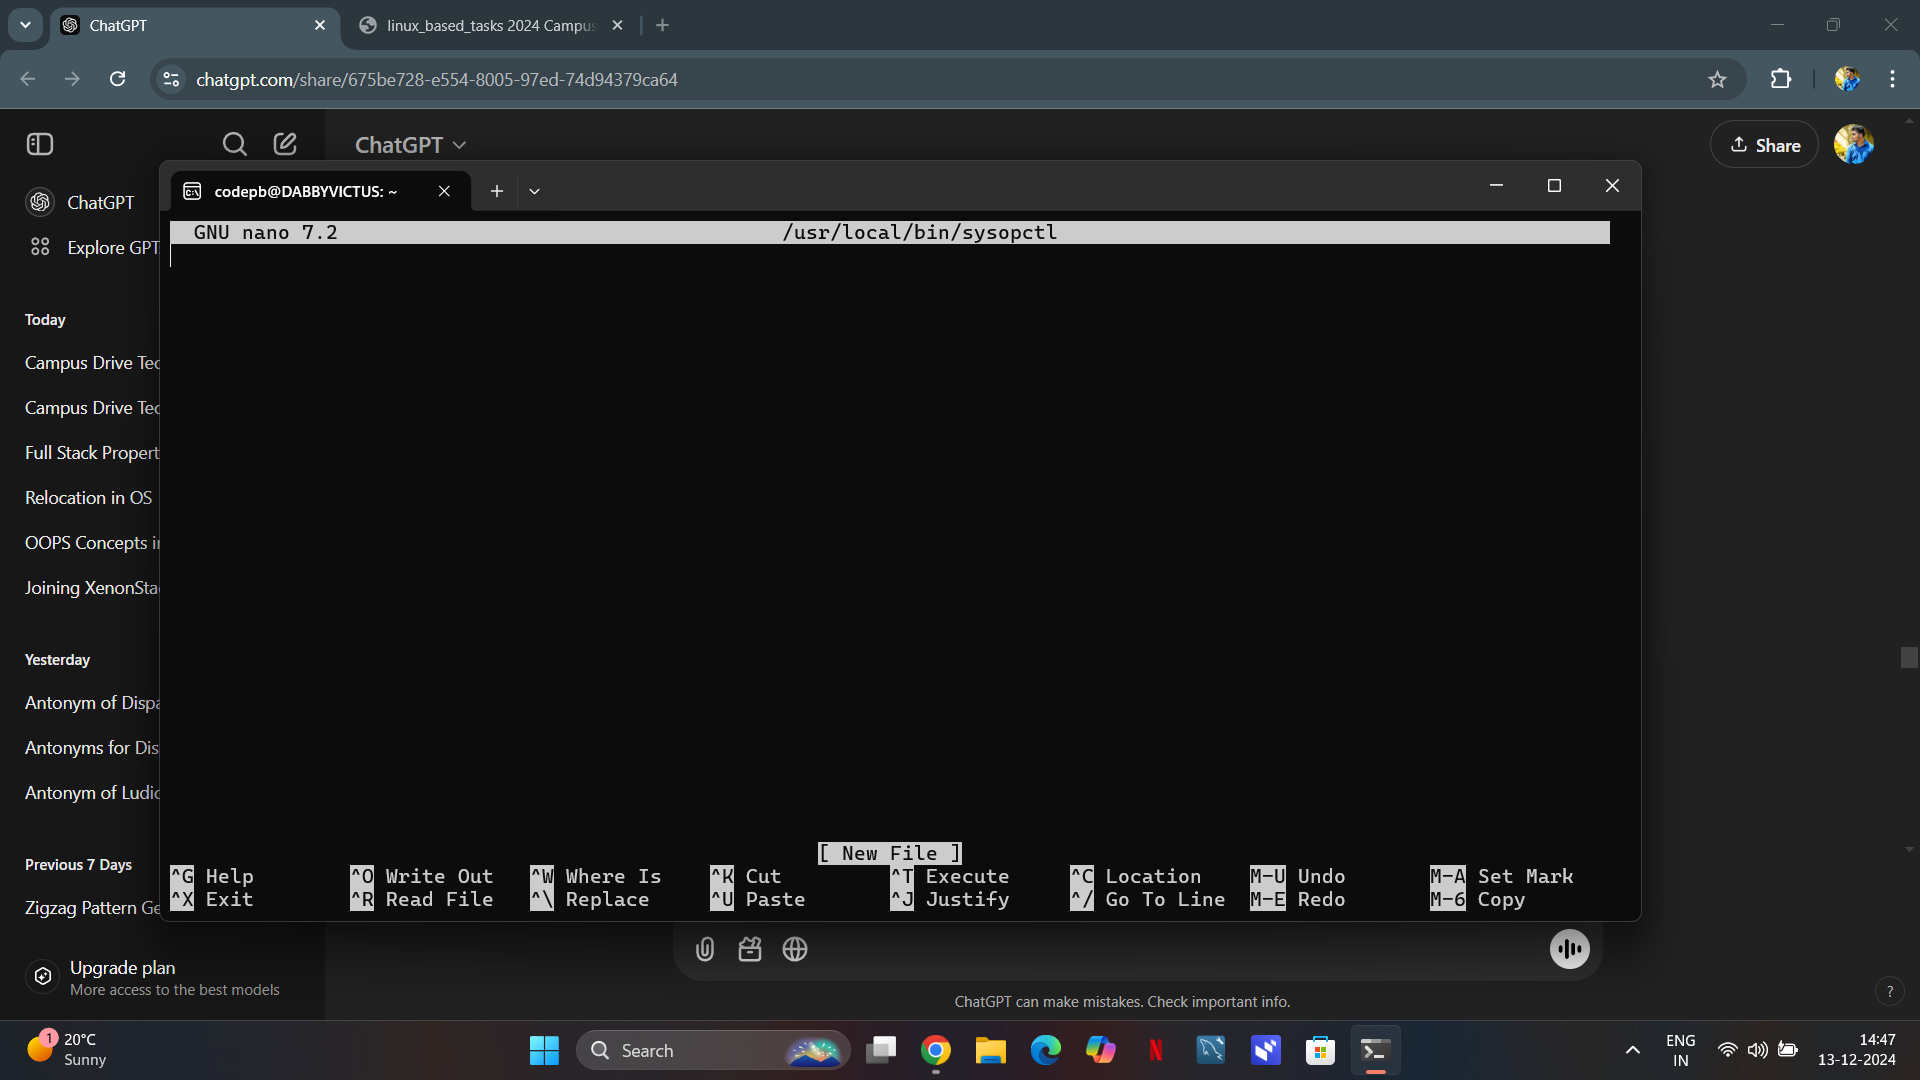 ChatGPT
linux_based_tasks 2024 Campus
chatgpt.com/share/675be728-e554-8005-97ed-74d94379ca64
ChatGPT
Share
codepb@DABBYVICTUS: ~
ChatGPT
Explore GPT
GNU nano 7.2 /usr/local/bin/sysopctl
Today
Campus Drive Tec
Campus Drive Tec
Full Stack Propert
Relocation in OS
OOPS Concepts in
Joining XenonStac
Yesterday
Antonym of Dispa
Antonyms for Dis
Antonym of Ludic
Previous 7 Days
Zigzag Pattern Ge
[ New File ]
^G Help ^O Write Out ^W Where Is ^K Cut ^T Execute ^C Location M-U Undo M-A Set Mark
^X Exit ^R Read File ^\ Replace ^U Paste ^J Justify ^/ Go To Line M-E Redo M-6 Copy
Upgrade plan
More access to the best models
ChatGPT can make mistakes. Check important info.
?
1
20°C
Sunny
Search
ENG
IN
14:47
13-12-2024